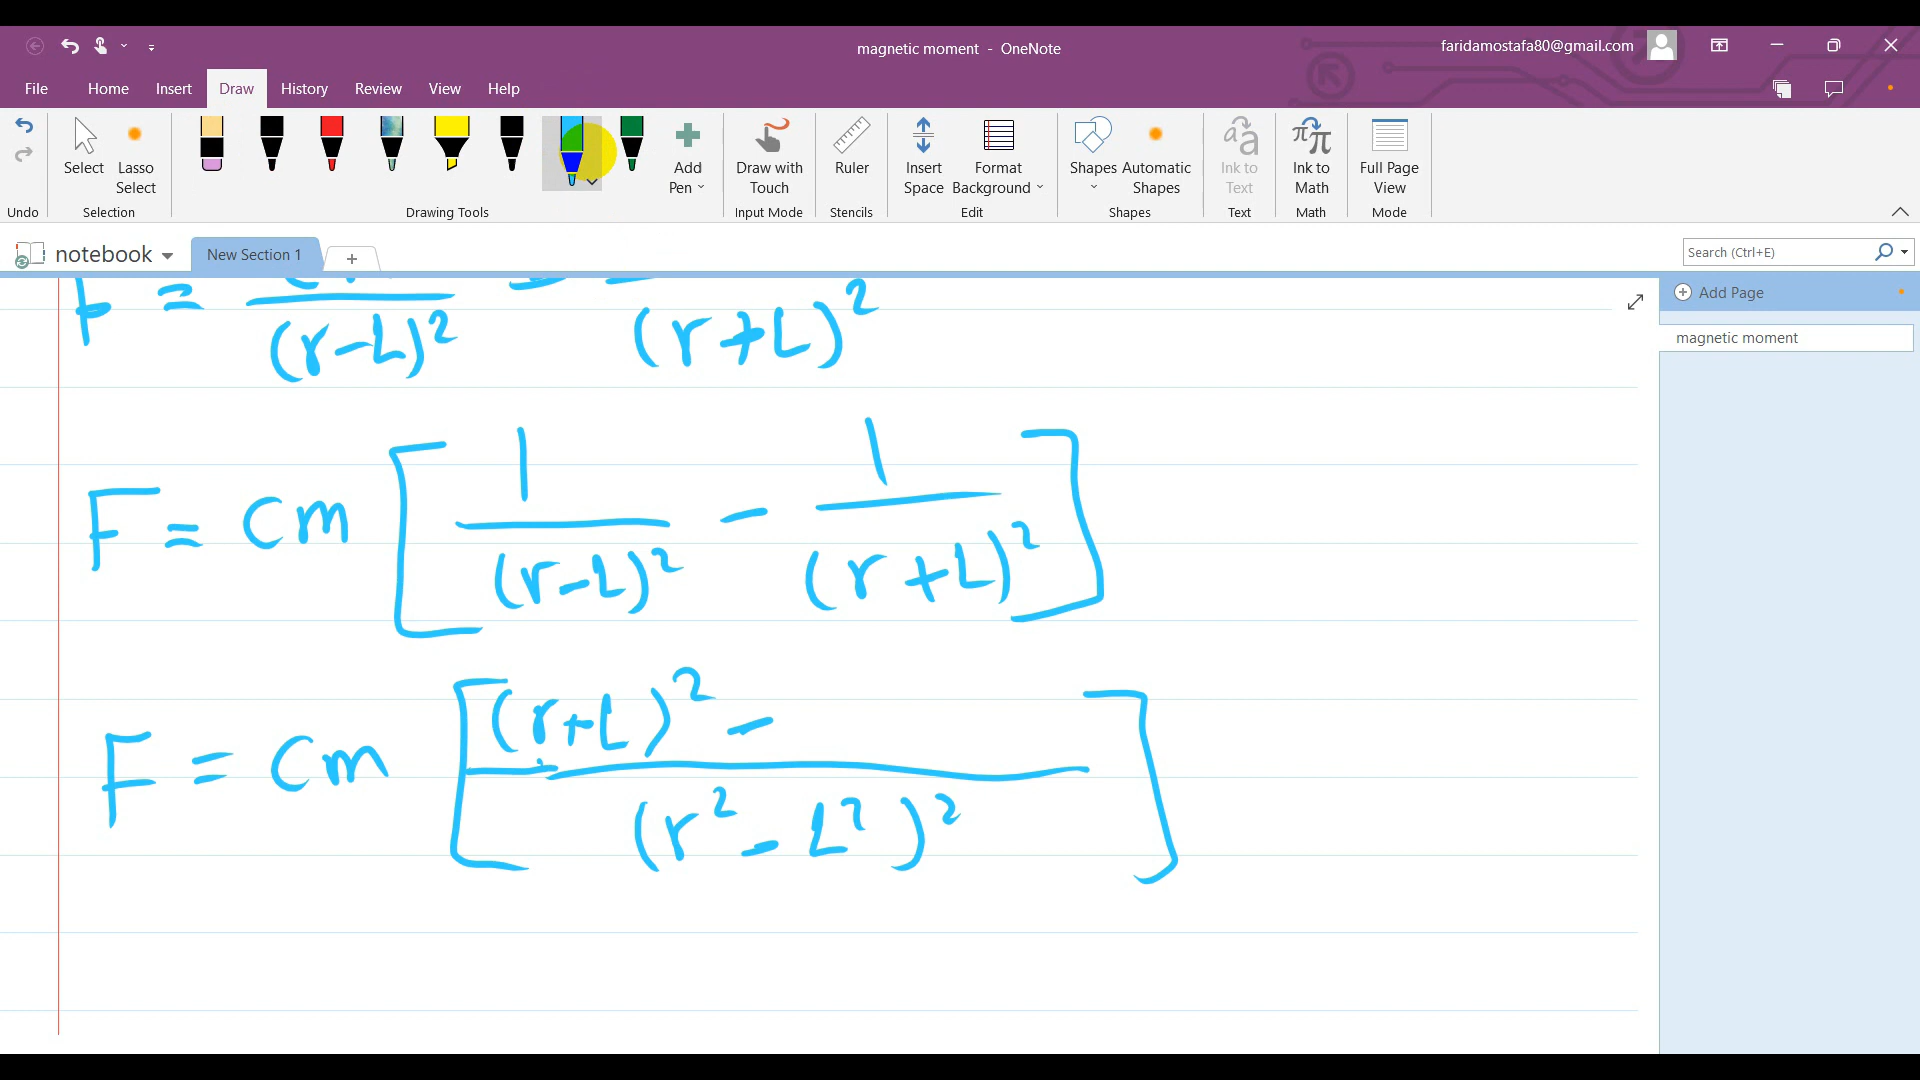 magnetic moment - OneNote
faridamostafa80@gmail.com
File Home Insert Draw History Review View Help
Select
Lasso Select
Add Pen
Draw with Touch
Ruler
Insert Space
Format Background
Shapes
Automatic Shapes
Ink to Text
Ink to Math
Full Page View
Undo Selection Drawing Tools Input Mode Stencils Edit Shapes Text Math Mode
notebook New Section 1 + Search (Ctrl+E)
Add Page
magnetic moment
(r-L)² (r+L)²
F = cm [ 1/(r-L)² - 1/(r+L)² ]
F = cm [ (r+L)² - / (r² - L²)² ]